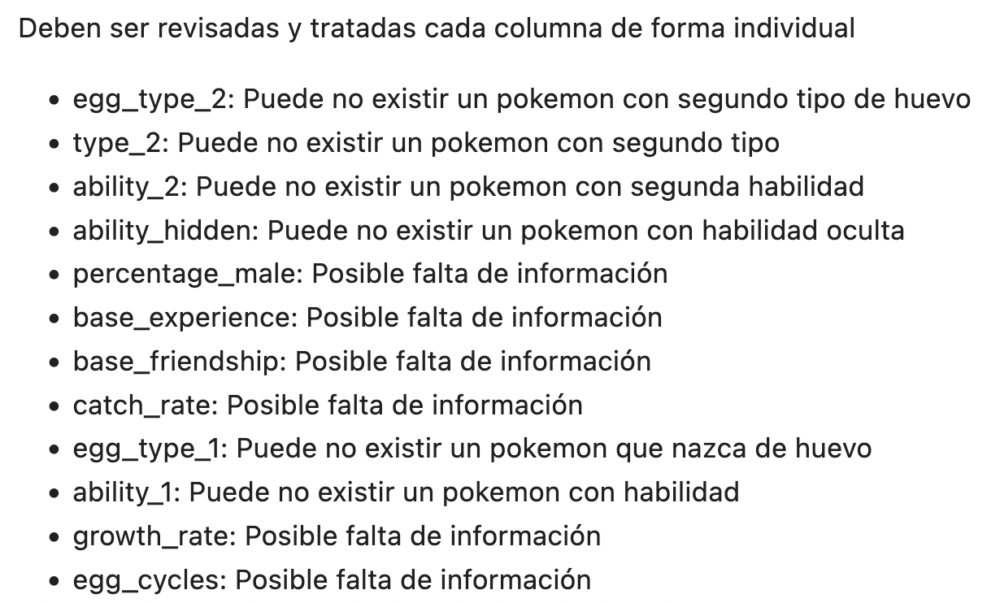 Deben ser revisadas y tratadas cada columna de forma individual
• egg_type_2: Puede no existir un pokemon con segundo tipo de huevo
• type_2: Puede no existir un pokemon con segundo tipo
• ability_2: Puede no existir un pokemon con segunda habilidad
• ability_hidden: Puede no existir un pokemon con habilidad oculta
• percentage_male: Posible falta de información
• base_experience: Posible falta de información
• base_friendship: Posible falta de información
• catch_rate: Posible falta de información
• egg_type_1: Puede no existir un pokemon que nazca de huevo
• ability_1: Puede no existir un pokemon con habilidad
• growth_rate: Posible falta de información
• egg_cycles: Posible falta de información